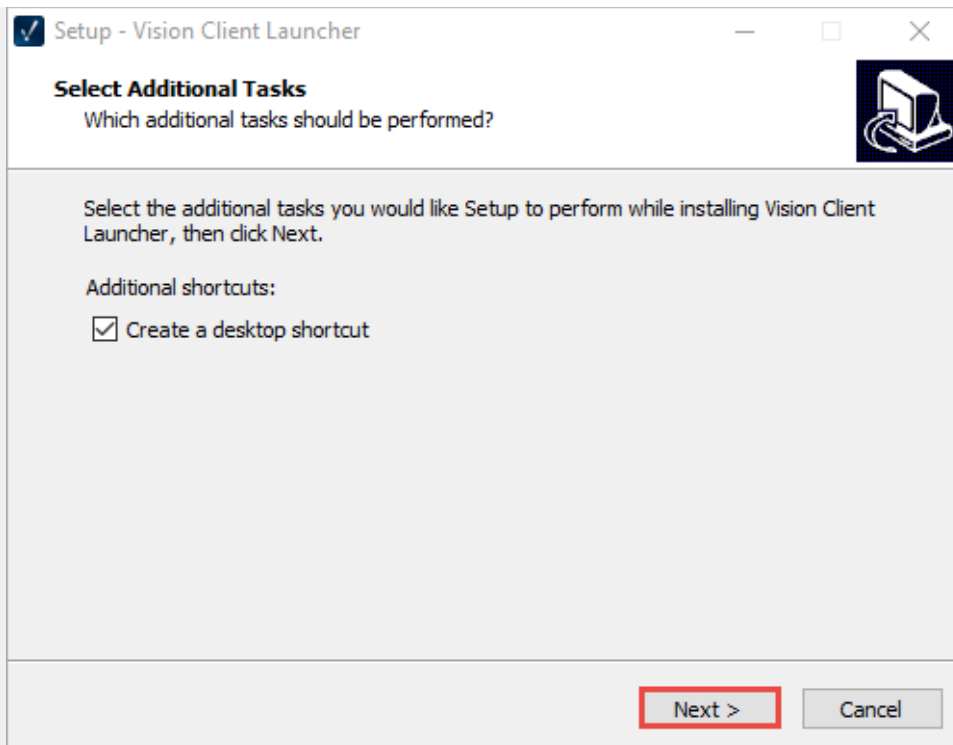 Setup - Vision Client Launcher
Select Additional Tasks
Which additional tasks should be performed?
Select the additional tasks you would like Setup to perform while installing Vision Client
Launcher, then click Next.
Additional shortcuts:
Create a desktop shortcut
Next >
Cancel